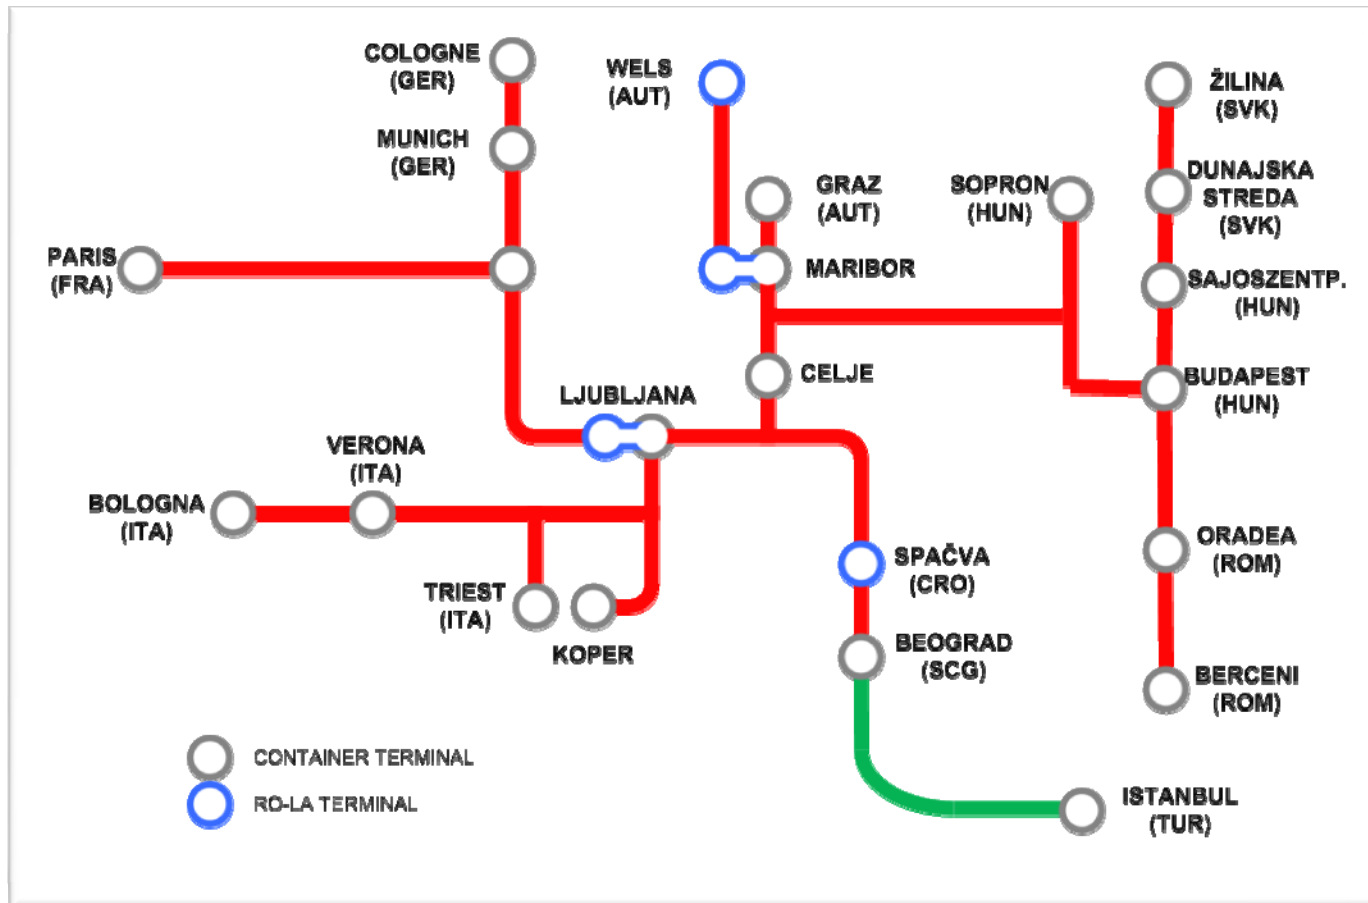 COLOGNE
(GER)
WELS
(AUT)
ŽILINA
(SVK)
MUNICH
(GER)
GRAZ
(AUT)
SOPRON
(HUN)
DUNAJSKA
STREDA
(SVK)
PARIS
(FRA)
MARIBOR
SAJOSZENTP.
(HUN)
CELJE
BUDAPEST
(HUN)
LJUBLJANA
VERONA
(ITA)
BOLOGNA
(ITA)
ORADEA
(ROM)
SPAČVA
(CRO)
TRIEST
(ITA)
KOPER
BEOGRAD
(SCG)
BERCENI
(ROM)
CONTAINER TERMINAL
RO-LA TERMINAL
ISTANBUL
(TUR)